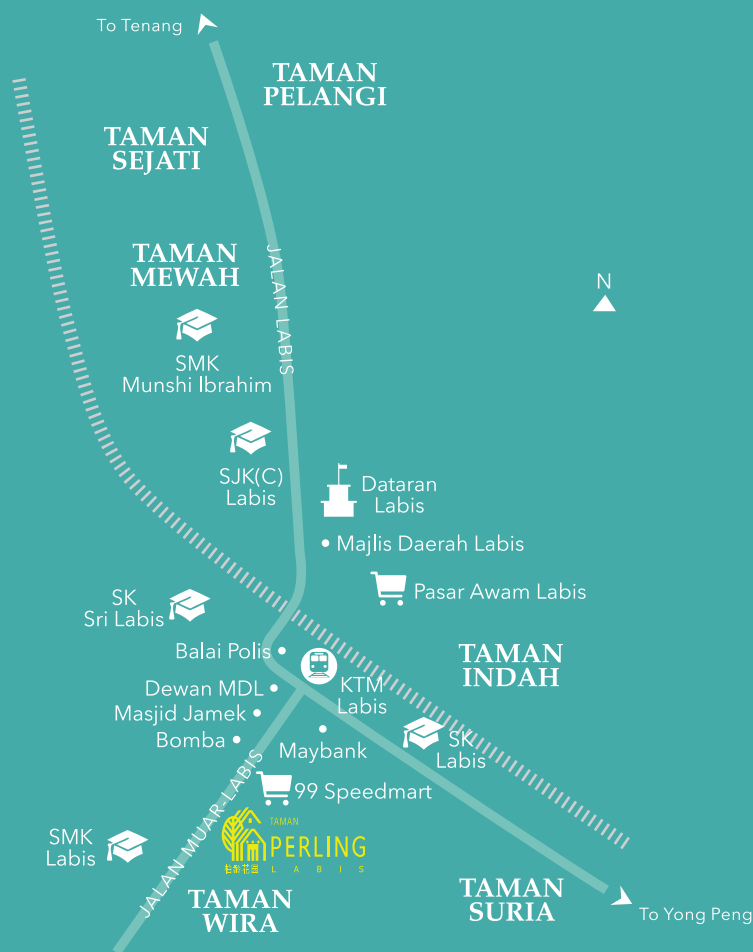 To Tenang
TAMAN
PELANGI
TAMAN
SEJATI
TAMAN
MEWAH
JALAN LABIS
N
SMK
Munshi Ibrahim
SJK(C)
Labis
Dataran
Labis
Majlis Daerah Labis
Pasar Awam Labis
SK
Sri Labis
Balai Polis
TAMAN
INDAH
KTM
Labis
Dewan MDL
Masjid Jamek
Bomba
Maybank
SK
Labis
JALAN MUAR-LABIS
99 Speedmart
TAMAN
PERLING
LABIS
SMK
Labis
TAMAN
WIRA
TAMAN
SURIA
To Yong Peng